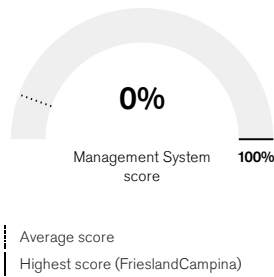 0%
Management System
score
100%
Average score
Highest score (FrieslandCampina)